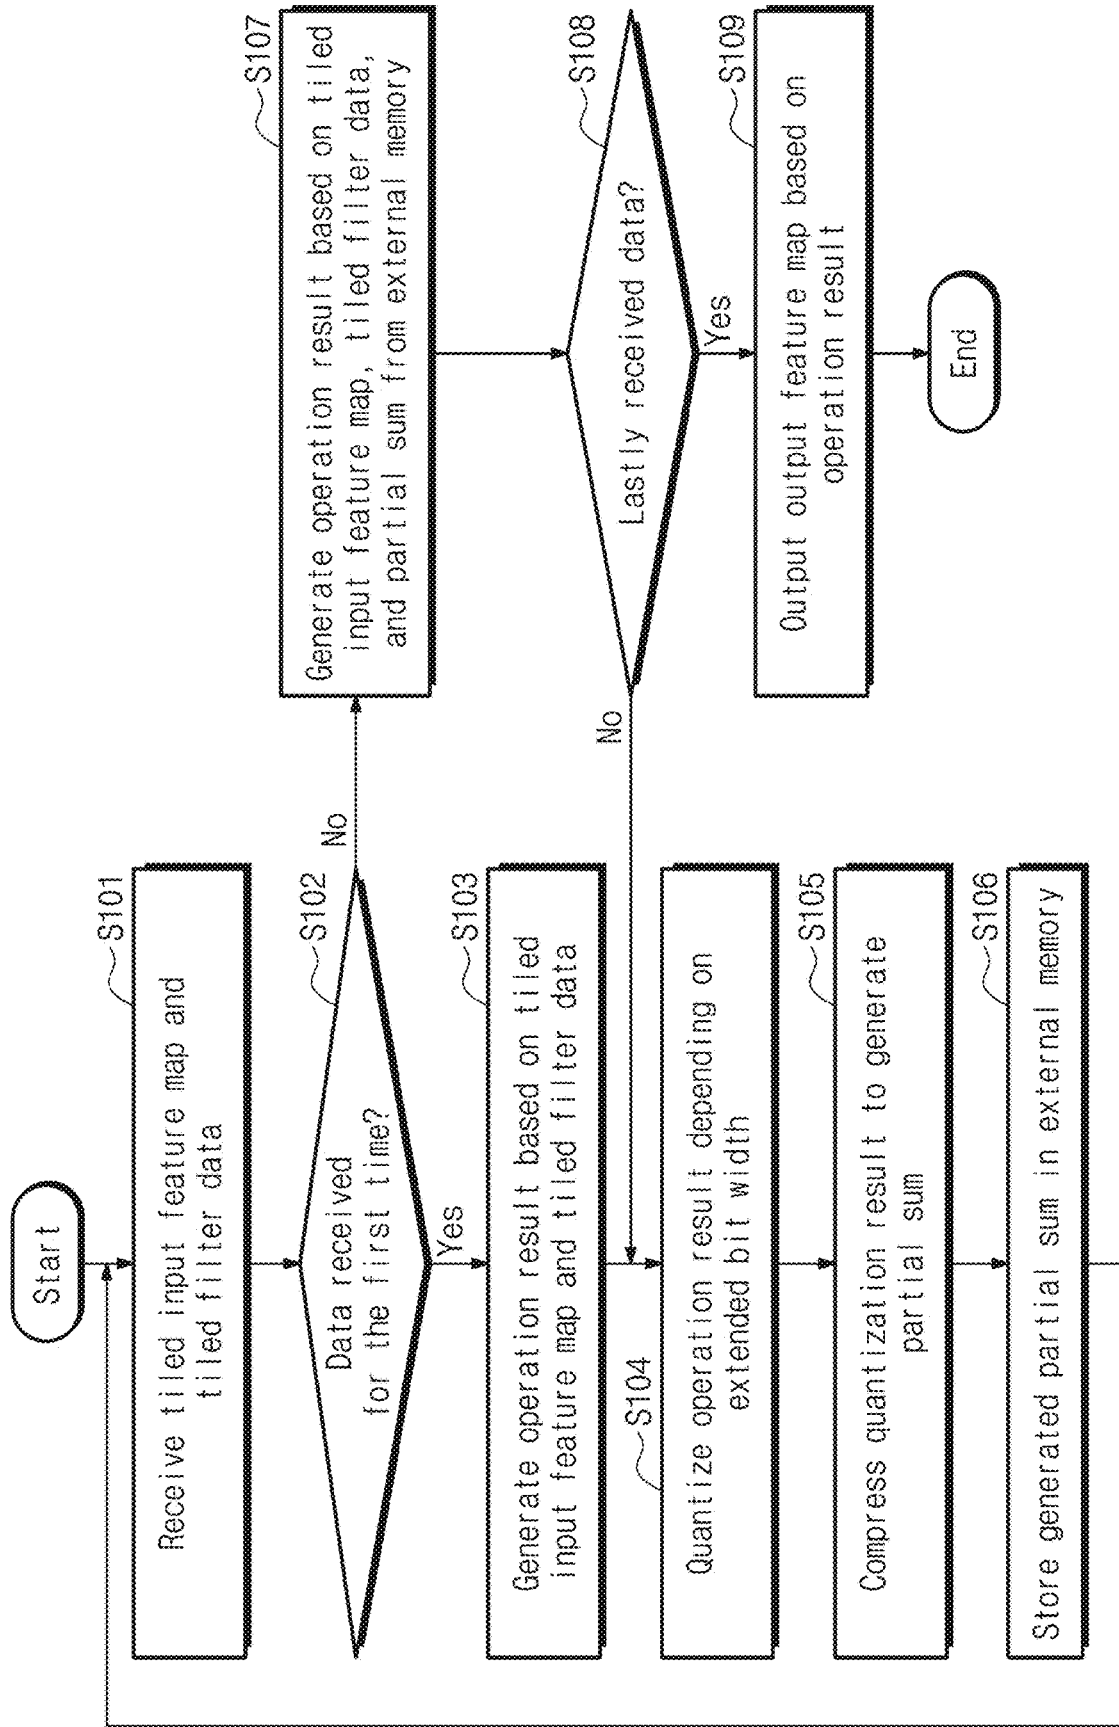 Start
S101
Receive tiled input feature map and
tiled filter data
S102
Data received
for the first time?
No
Yes
S103
Generate operation result based on tiled
input feature map and tiled filter data
S104
Quantize operation result depending on
extended bit width
S105
Compress quantization result to generate
partial sum
S106
Store generated partial sum in external memory
S107
Generate operation result based on tiled
input feature map, tiled filter data,
and partial sum from external memory
S108
Lastly received data?
No
Yes
S109
Output output feature map based on
operation result
End